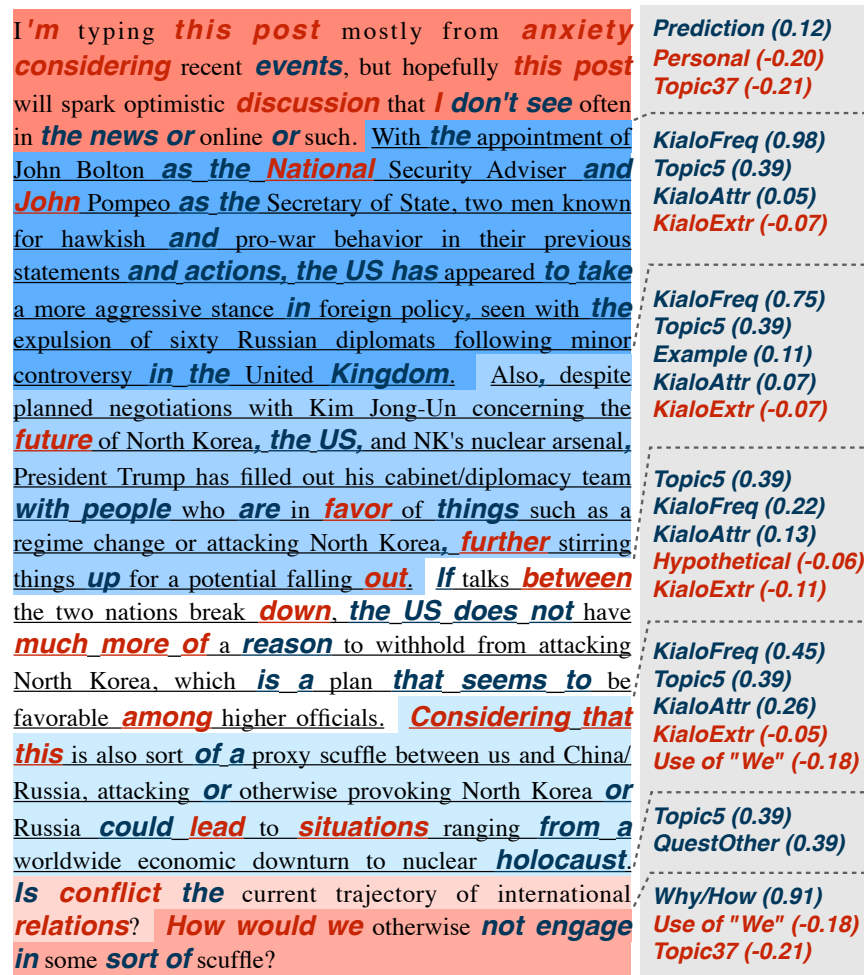 I'm typing this post mostly from anxiety
considering recent events, but hopefully this post
will spark optimistic discussion that I don't see often
in the news or online or such. With the appointment of
John Bolton as the National Security Adviser and
John Pompeo as the Secretary of State, two men known
for hawkish and pro-war behavior in their previous
statements and actions, the US has appeared to take
a more aggressive stance in foreign policy, seen with the
expulsion of sixty Russian diplomats following minor
controversy in the United Kingdom. Also, despite
planned negotiations with Kim Jong-Un concerning the
future of North Korea, the US, and NK's nuclear arsenal,
President Trump has filled out his cabinet/diplomacy team
with people who are in favor of things such as a
regime change or attacking North Korea, further stirring
things up for a potential falling out. If talks between
the two nations break down, the US does not have
much more of a reason to withhold from attacking
North Korea, which is a plan that seems to be
favorable among higher officials. Considering that
this is also sort of a proxy scuffle between us and China/
Russia, attacking or otherwise provoking North Korea or
Russia could lead to situations ranging from a
worldwide economic downturn to nuclear holocaust.
Is conflict the current trajectory of international
relations? How would we otherwise not engage
in some sort of scuffle?
Prediction (0.12)
Personal (-0.20)
Topic37 (-0.21)
KialoFreq (0.98)
Topic5 (0.39)
KialoAttr (0.05)
KialoExtr (-0.07)
KialoFreq (0.75)
Topic5 (0.39)
Example (0.11)
KialoAttr (0.07)
KialoExtr (-0.07)
Topic5 (0.39)
KialoFreq (0.22)
KialoAttr (0.13)
Hypothetical (-0.06)
KialoExtr (-0.11)
KialoFreq (0.45)
Topic5 (0.39)
KialoAttr (0.26)
KialoExtr (-0.05)
Use of "We" (-0.18)
Topic5 (0.39)
QuestOther (0.39)
Why/How (0.91)
Use of "We" (-0.18)
Topic37 (-0.21)